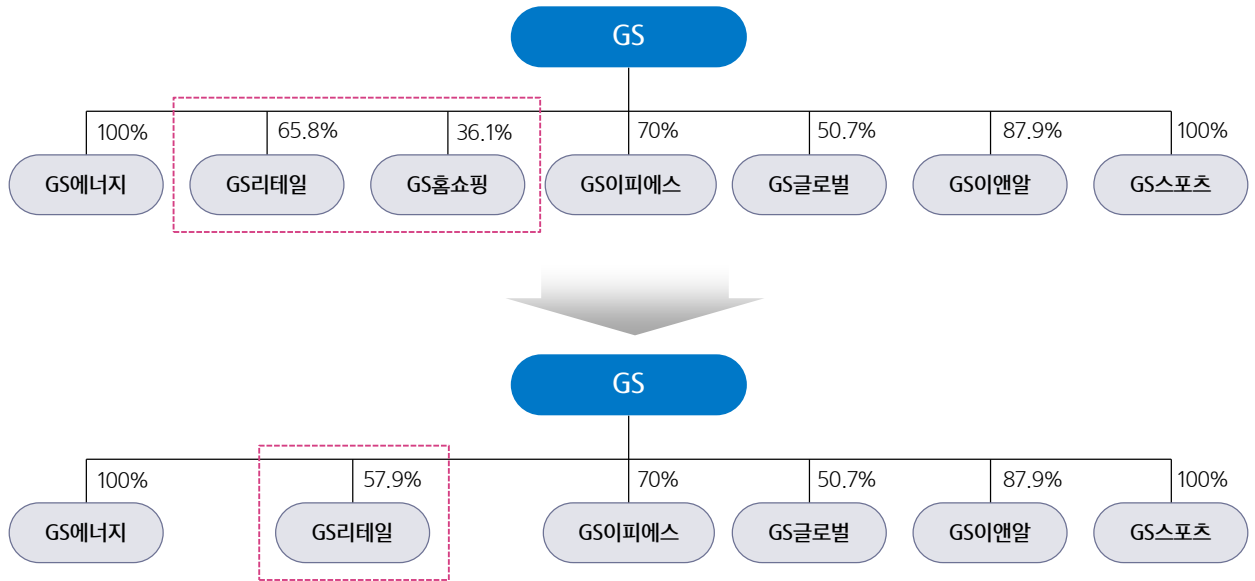 GS
100% 65.8% 36.1% 70% 50.7% 87.9% 100%
GS에너지 GS리테일 GS홈쇼핑 GS이피에스 GS글로벌 GS이앤알 GS스포츠
GS
100% 57.9% 70% 50.7% 87.9% 100%
GS에너지 GS리테일 GS이피에스 GS글로벌 GS이앤알 GS스포츠